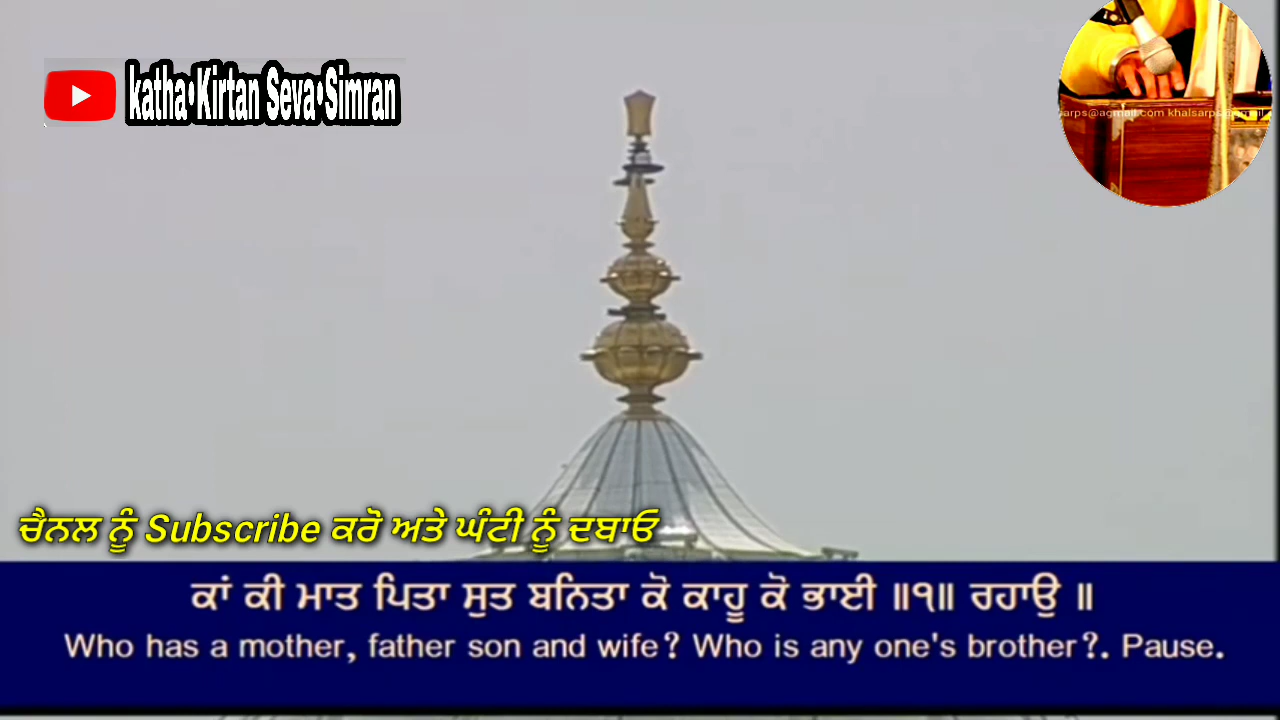 katha•Kirtan Seva•Simran
ਚੈਨਲ ਨੂੰ Subscribe ਕਰੋ ਅਤੇ ਘੰਟੀ ਨੂੰ ਦਬਾਓ
ਕਾਂ ਕੀ ਮਾਤ ਪਿਤਾ ਸੁਤ ਬਨਿਤਾ ਕੋ ਕਾਹੂ ਕੋ ਭਾਈ ॥੧॥ ਰਹਾਉ ॥
Who has a mother, father son and wife? Who is any one's brother?. Pause.